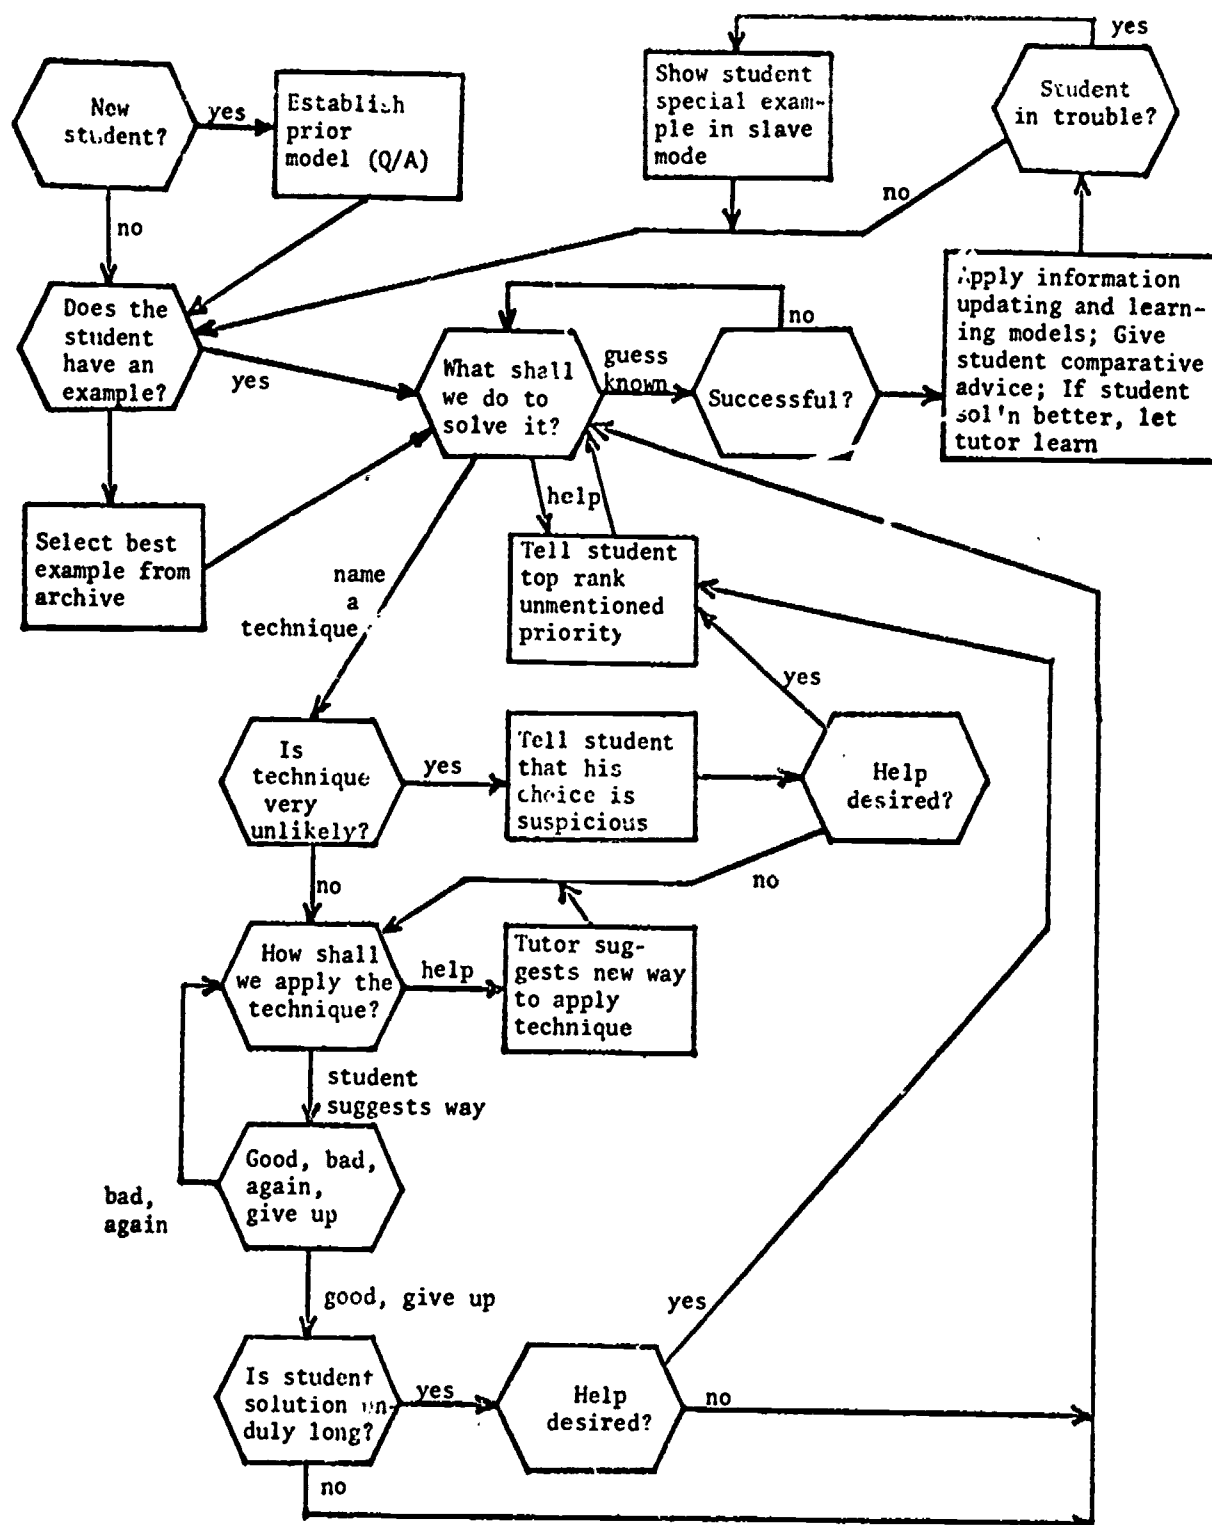 New
student?
yes
Establish
prior
model (Q/A)
no
Show student
special exam-
ple in slave
mode
yes
Student
in trouble?
no
Does the
student
have an
example?
yes
What shall
we do to
solve it?
guess
known
no
Successful?
Apply information
updating and learn-
ing models; Give
student comparative
advice; If student
sol'n better, let
tutor learn
Select best
example from
archive
help
Tell student
top rank
unmentioned
priority
name
a
technique
yes
Is
technique
very
unlikely?
yes
Tell student
that his
choice is
suspicious
Help
desired?
no
no
How shall
we apply the
technique?
help
Tutor sug-
gests new way
to apply
technique
student
suggests way
Good, bad,
again,
give up
bad,
again
good, give up
yes
Is student
solution un-
duly long?
yes
Help
desired?
no
no